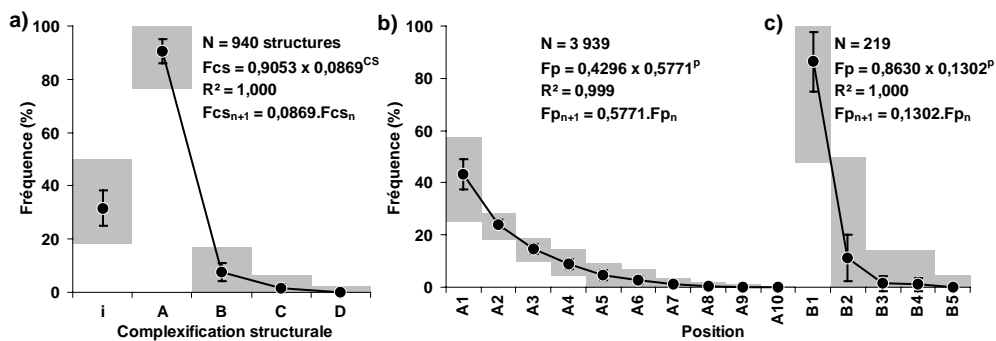 a)
100
80
60
40
20
0
Fréquence (%)
N = 940 structures
Fcs = 0,9053 x 0,0869^CS
R² = 1,000
Fcs_n+1 = 0,0869.Fcs_n
i A B C D
Complexification structurale
b)
100
80
60
40
20
0
Fréquence (%)
N = 3 939
Fp = 0,4296 x 0,5771^p
R² = 0,999
Fp_n+1 = 0,5771.Fp_n
A1 A2 A3 A4 A5 A6 A7 A8 A9 A10
c)
N = 219
Fp = 0,8630 x 0,1302^p
R² = 1,000
Fp_n+1 = 0,1302.Fp_n
B1 B2 B3 B4 B5
Position